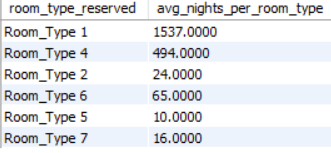 room_type_reserved avg_nights_per_room_type
Room_Type 1 1537.0000
Room_Type 4 494.0000
Room_Type 2 24.0000
Room_Type 6 65.0000
Room_Type 5 10.0000
Room_Type 7 16.0000